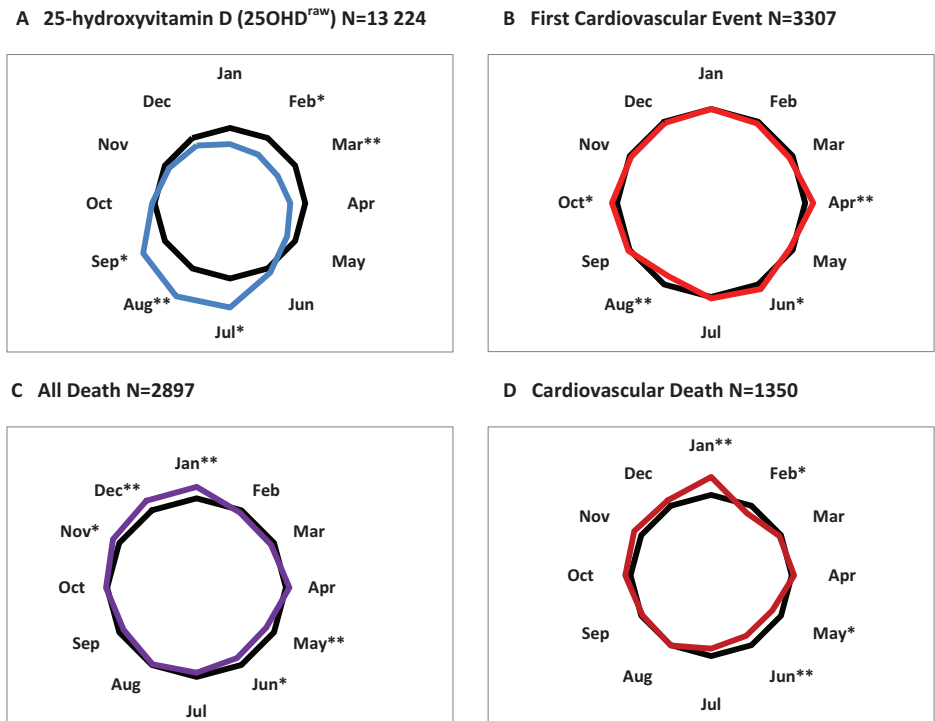 A 25-hydroxyvitamin D (25OHD^raw) N=13 224
Jan
Dec Feb*
Nov Mar**
Oct Apr
Sep* May
Aug** Jun
Jul*
B First Cardiovascular Event N=3307
Jan
Dec Feb
Nov Mar
Oct* Apr**
Sep May
Aug** Jun*
Jul
C All Death N=2897
Jan**
Dec** Feb
Nov* Mar
Oct Apr
Sep May**
Aug Jun*
Jul
D Cardiovascular Death N=1350
Jan**
Dec Feb*
Nov Mar
Oct Apr
Sep May*
Aug Jun**
Jul